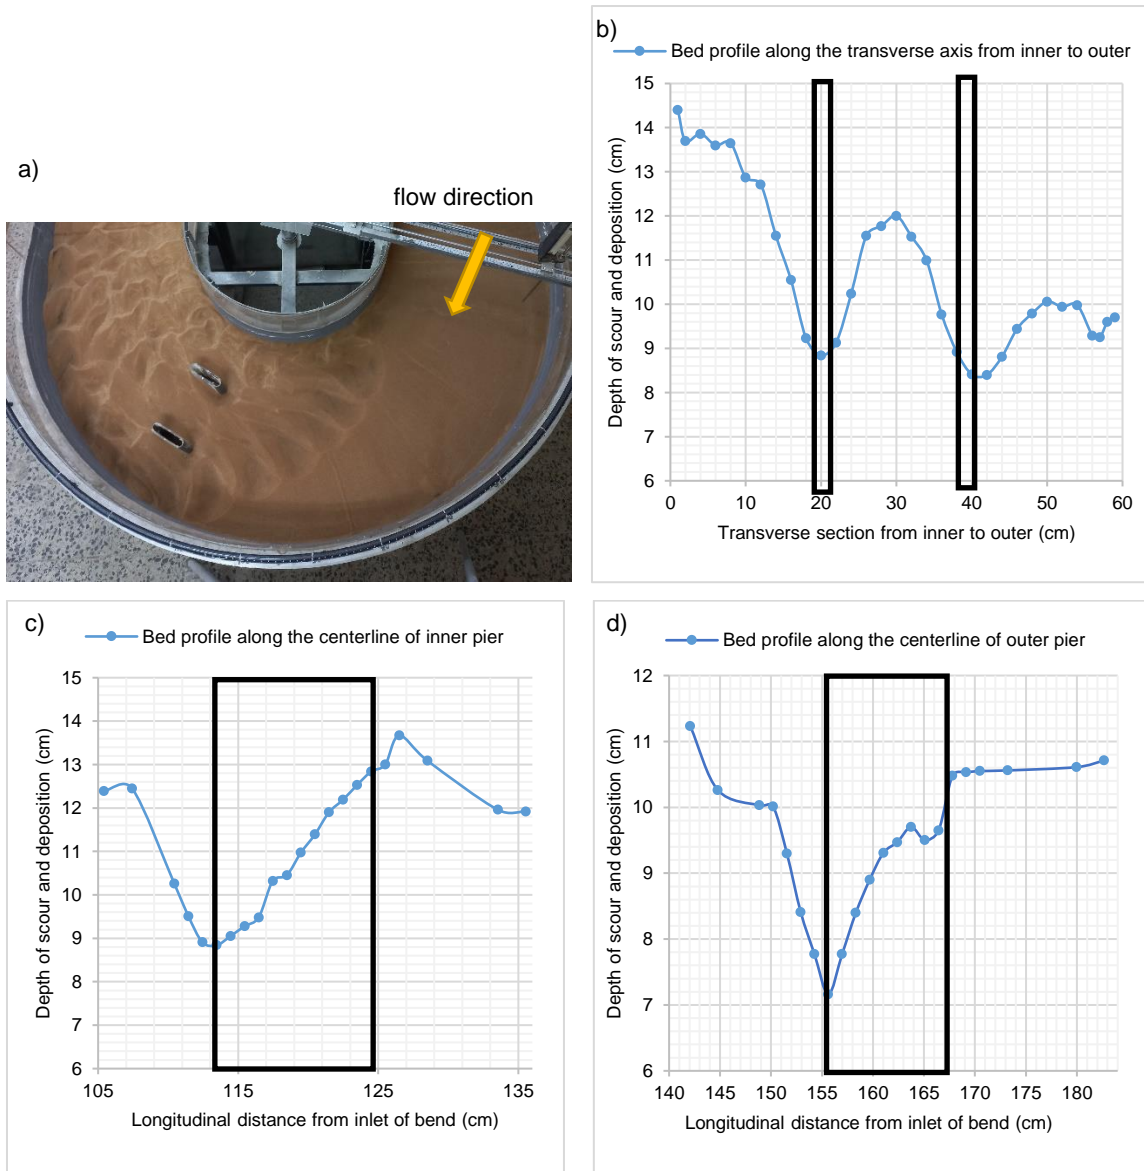 a)
flow direction
b)
Bed profile along the transverse axis from inner to outer
Depth of scour and deposition (cm)
15
14
13
12
11
10
9
8
7
6
0 10 20 30 40 50 60
Transverse section from inner to outer (cm)
c)
Bed profile along the centerline of inner pier
Depth of scour and deposition (cm)
15
14
13
12
11
10
9
8
7
6
105 115 125 135
Longitudinal distance from inlet of bend (cm)
d)
Bed profile along the centerline of outer pier
Depth of scour and deposition (cm)
12
11
10
9
8
7
6
140 145 150 155 160 165 170 175 180
Longitudinal distance from inlet of bend (cm)